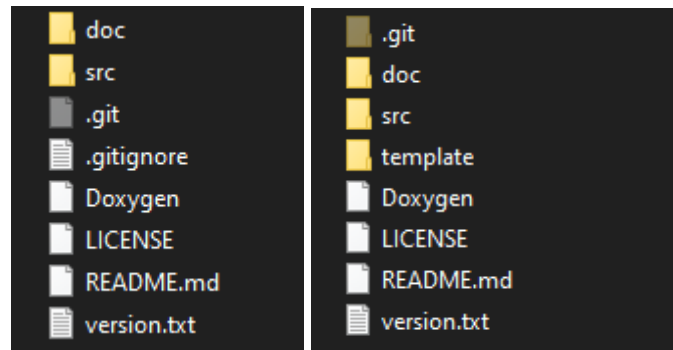 doc
src
.git
.gitignore
Doxygen
LICENSE
README.md
version.txt
.git
doc
src
template
Doxygen
LICENSE
README.md
version.txt